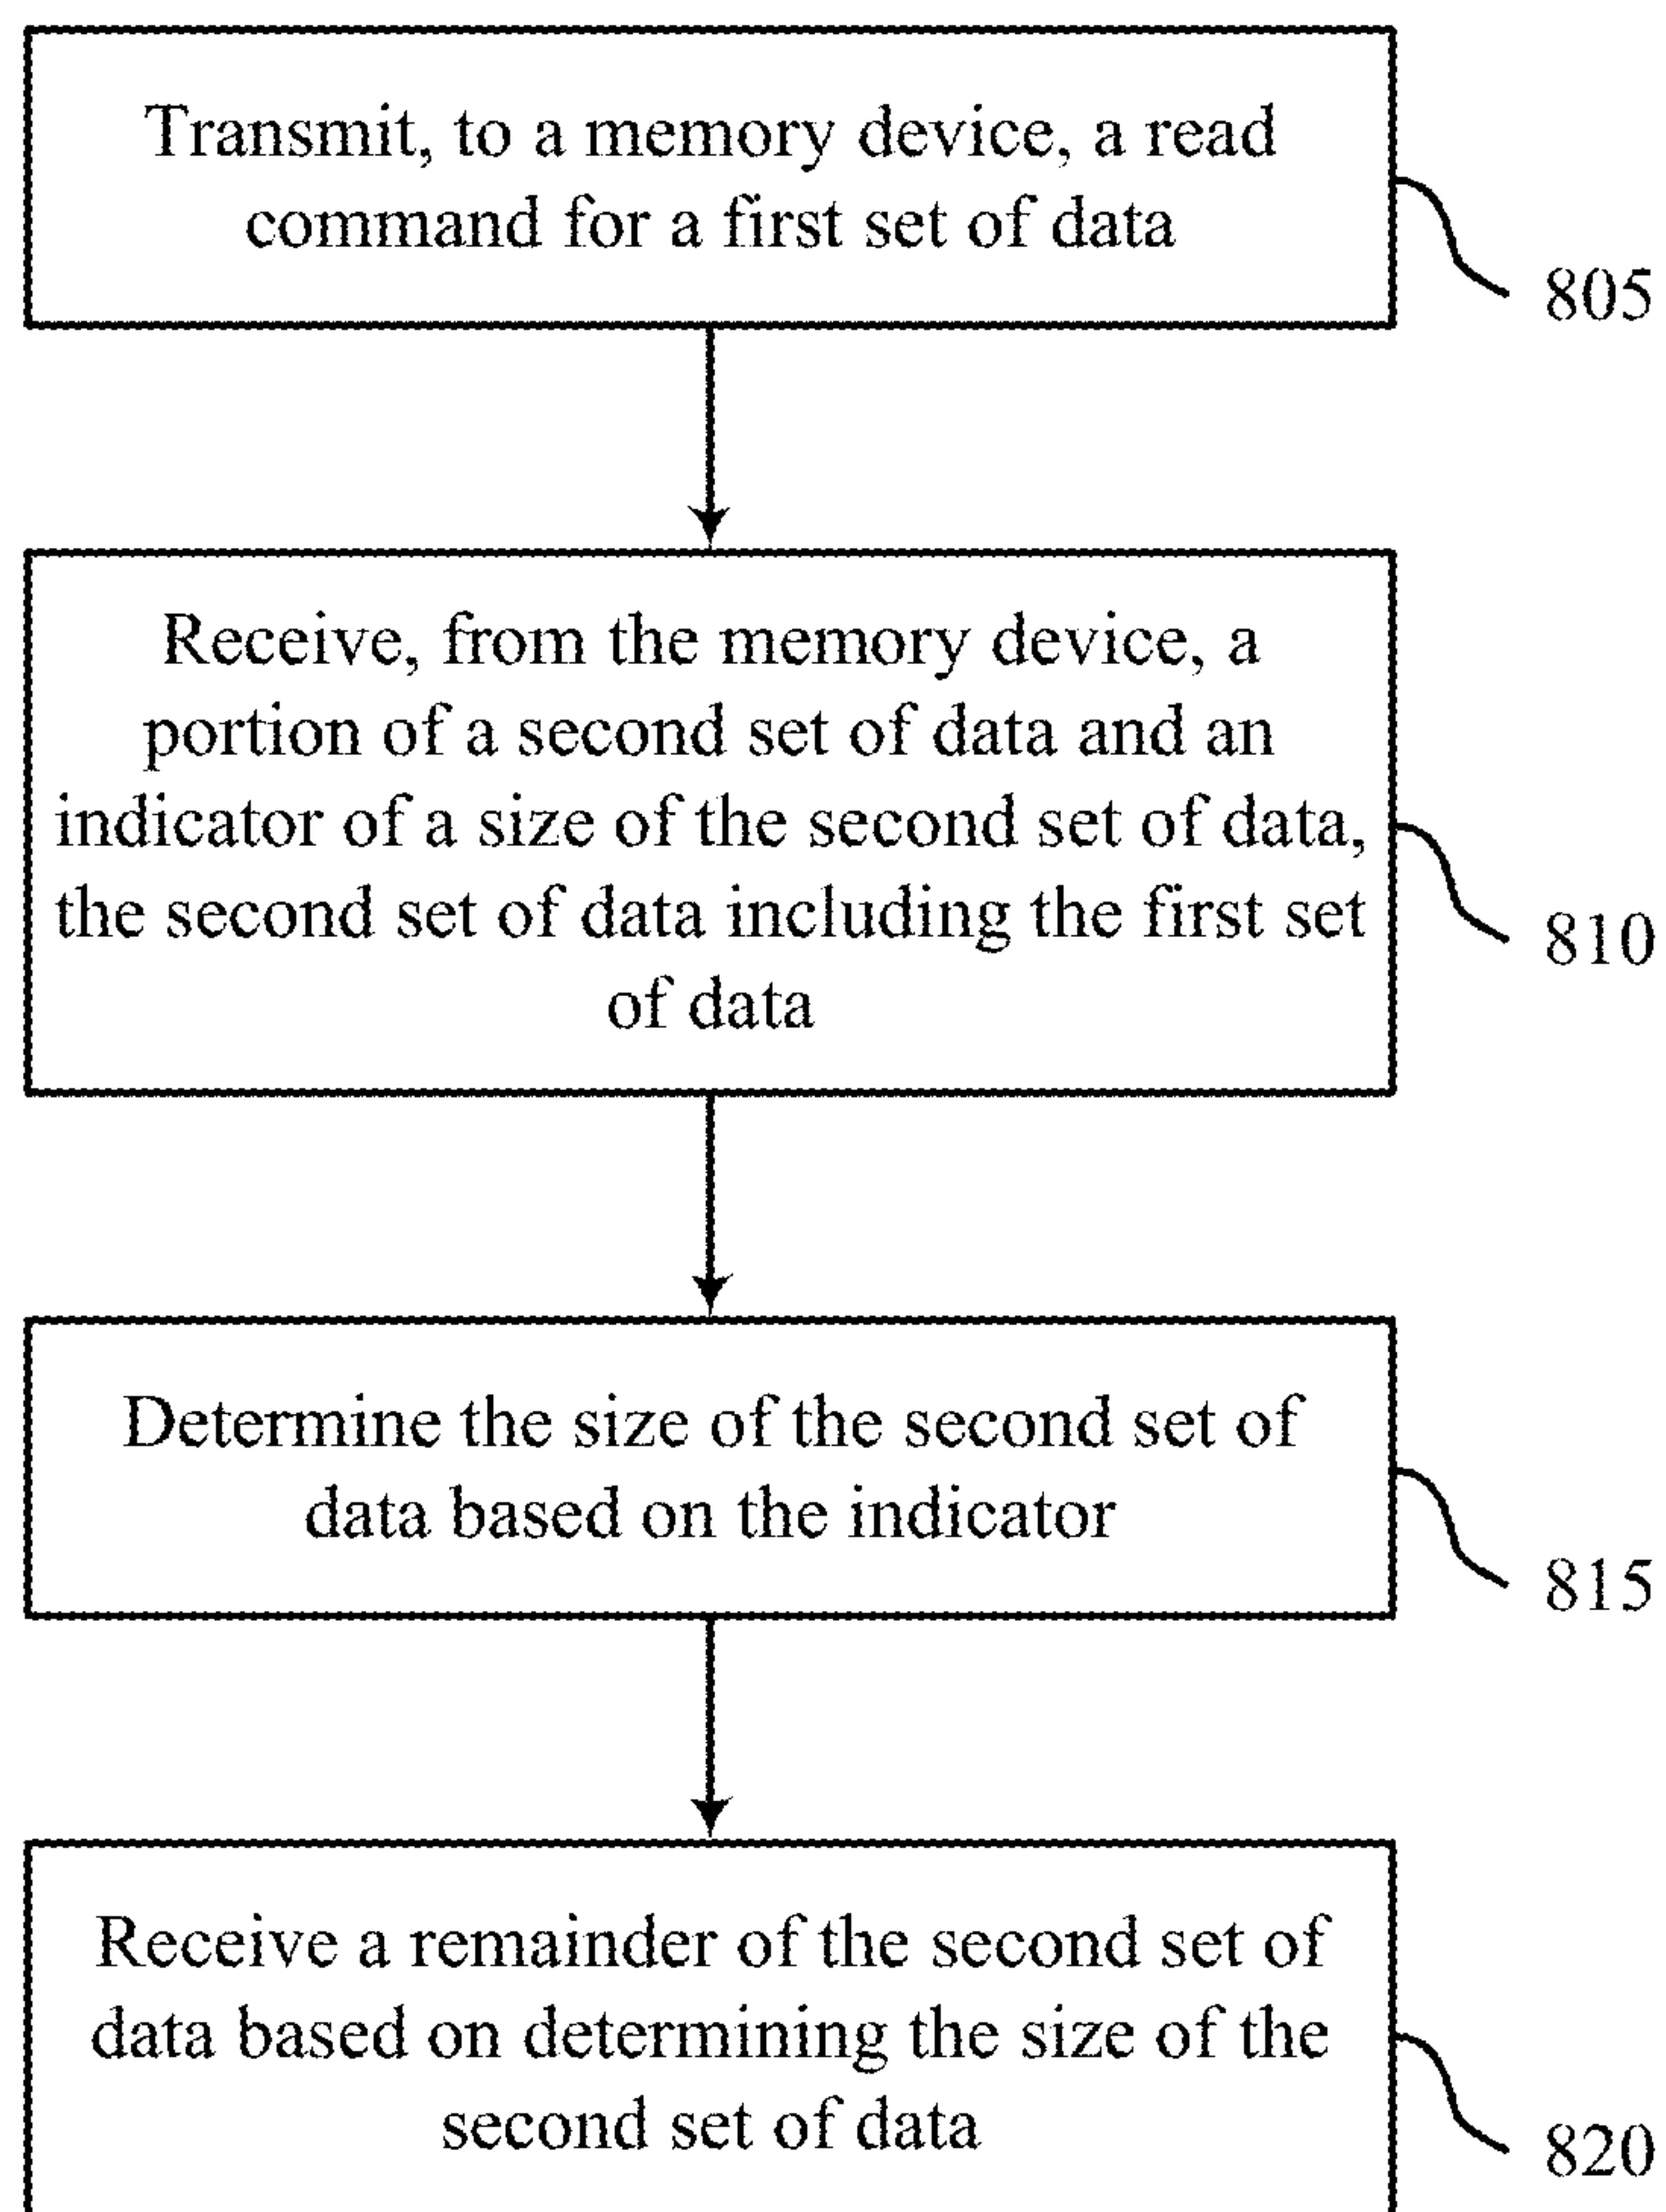 Transmit, to a memory device, a read
command for a first set of data
805
Receive, from the memory device, a
portion of a second set of data and an
indicator of a size of the second set of data,
the second set of data including the first set
of data
810
Determine the size of the second set of
data based on the indicator
815
Receive a remainder of the second set of
data based on determining the size of the
second set of data
820